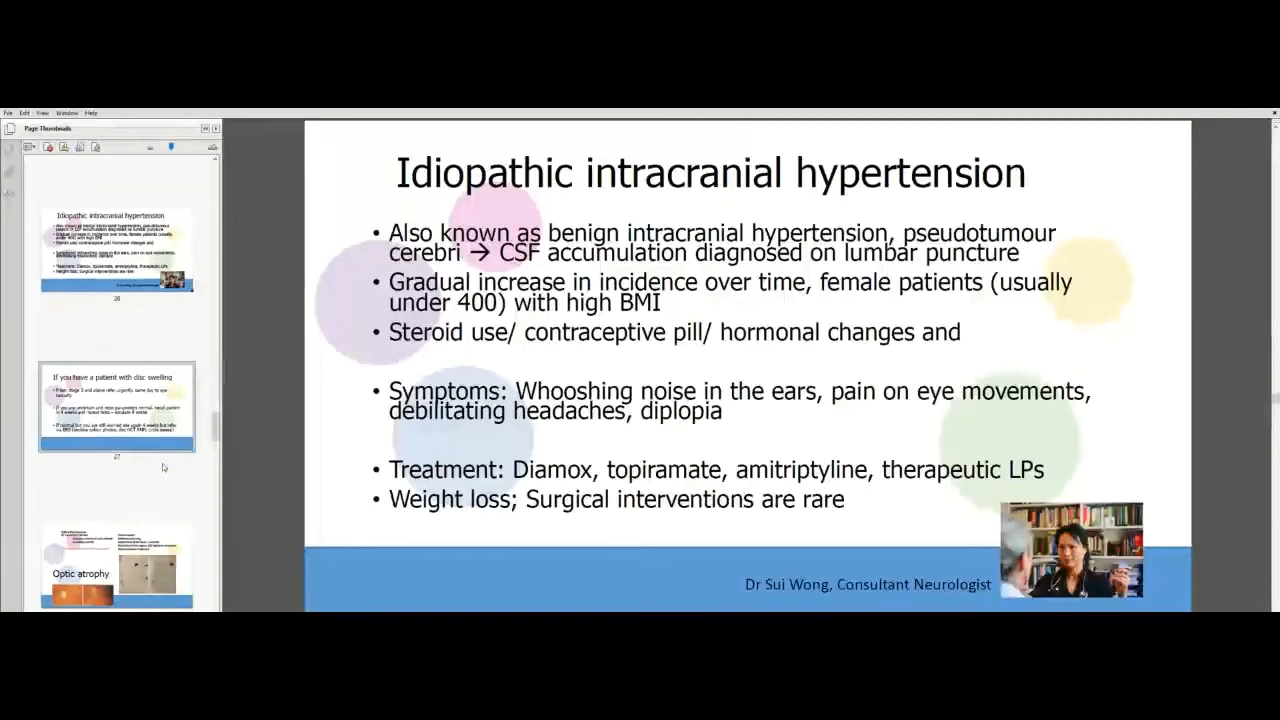 File Edit View Window Help
Page Thumbnails
Idiopathic intracranial hypertension
26
If you have a patient with disc swelling
27
Optic atrophy
Idiopathic intracranial hypertension
• Also known as benign intracranial hypertension, pseudotumour
cerebri → CSF accumulation diagnosed on lumbar puncture
• Gradual increase in incidence over time, female patients (usually
under 400) with high BMI
• Steroid use/ contraceptive pill/ hormonal changes and
• Symptoms: Whooshing noise in the ears, pain on eye movements,
debilitating headaches, diplopia
• Treatment: Diamox, topiramate, amitriptyline, therapeutic LPs
• Weight loss; Surgical interventions are rare
Dr Sui Wong, Consultant Neurologist